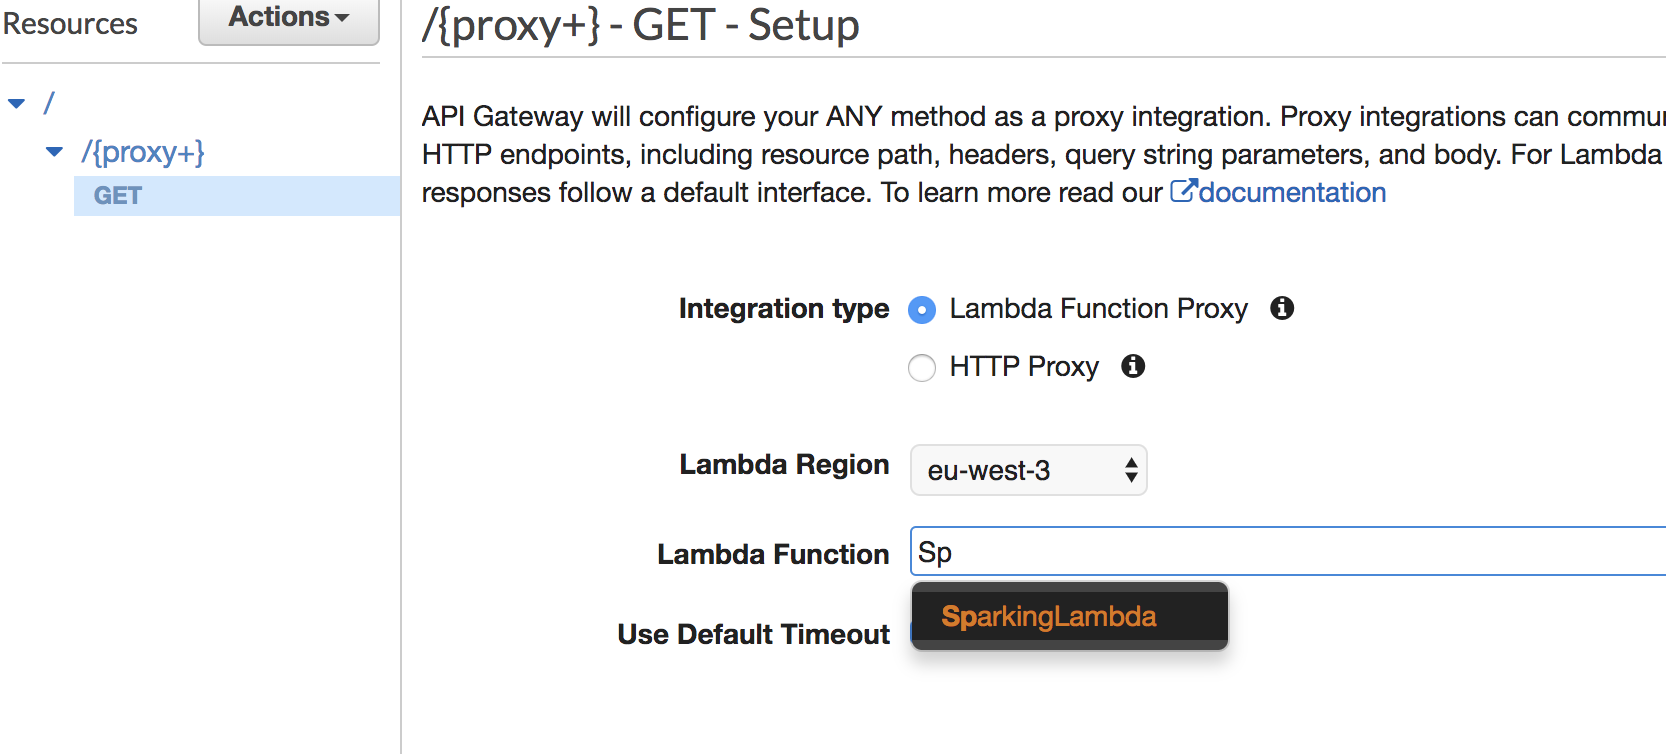 Resources
Actions
/
/{proxy+}
GET
/{proxy+} - GET - Setup
API Gateway will configure your ANY method as a proxy integration. Proxy integrations can
HTTP endpoints, including resource path, headers, query string parameters, and body. For Lambda
responses follow a default interface. To learn more read our documentation
Integration type
Lambda Function Proxy
HTTP Proxy
Lambda Region
eu-west-3
Lambda Function
Sp
SparkingLambda
Use Default Timeout